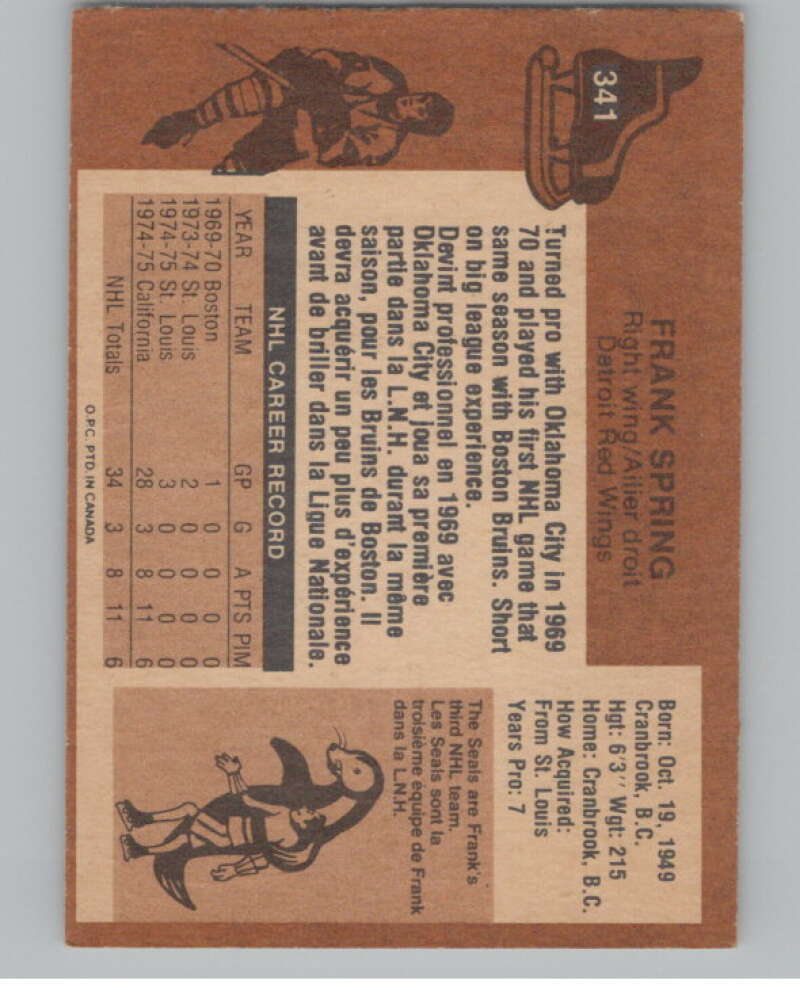 341
FRANK SPRING
Right wing/Ailier droit
Detroit Red Wings
Turned pro with Oklahoma City in 1969
70 and played his first NHL game that
same season with Boston Bruins. Short
on big league experience.
Devint professionnel en 1969 avec
Oklahoma City et joua sa première
partie dans la L.N.H. durant la même
saison, pour les Bruins de Boston. Il
devra acquérir un peu plus d'expérience
avant de briller dans la Ligue Nationale.
NHL CAREER RECORD
YEAR TEAM GP G A PTS PIM
1969-70 Boston 1 0 0 0 0
1973-74 St. Louis 2 0 0 0 0
1974-75 St. Louis 3 0 0 0 0
1974-75 California 28 3 8 11 6
NHL Totals 34 3 8 11 6
O.P.C. PTD. IN CANADA
Born: Oct. 19, 1949
Cranbrook, B.C.
Hgt: 6'3'' Wgt: 215
Home: Cranbrook, B.C.
How Acquired:
From St. Louis
Years Pro: 7
The Seals are Frank's
third NHL team.
Les Seals sont la
troisième équipe de Frank
dans la L.N.H.